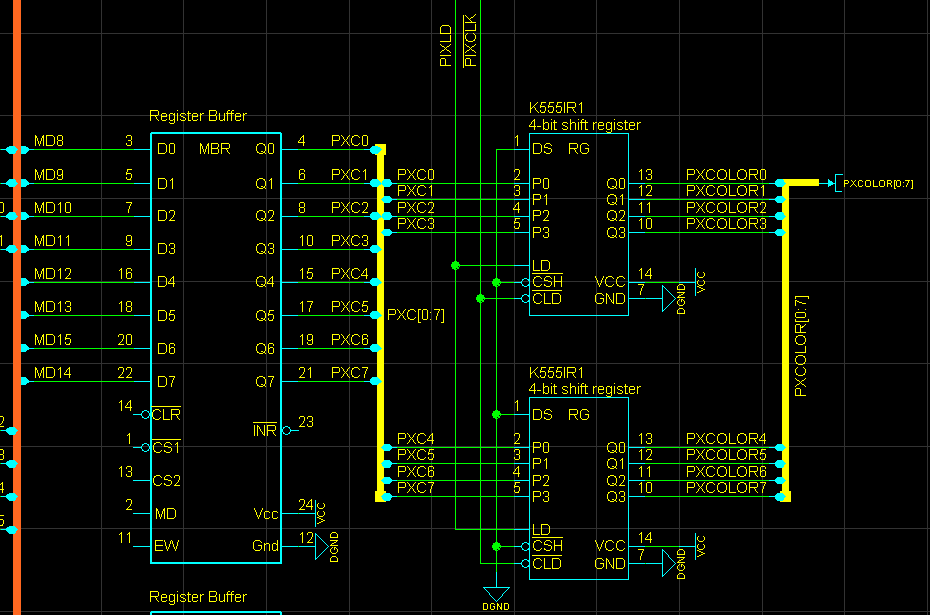 PIXLD
PIXCLK
Register Buffer
MBR
MD8 3 D0 Q0 4 PXC0
MD9 5 D1 Q1 6 PXC1
MD10 7 D2 Q2 8 PXC2
MD11 9 D3 Q3 10 PXC3
MD12 16 D4 Q4 15 PXC4
MD13 18 D5 Q5 17 PXC5
MD15 20 D6 Q6 19 PXC6
MD14 22 D7 Q7 21 PXC7
14 CLR
INR 23
1 CS1
13 CS2
2 MD Vcc 24 VCC
11 EW Gnd 12 DGND
PXC[0:7]
K555IR1
4-bit shift register
1 DS RG
PXC0 2 P0 Q0 13 PXCOLOR0
PXC1 3 P1 Q1 12 PXCOLOR1
PXC2 4 P2 Q2 11 PXCOLOR2
PXC3 5 P3 Q3 10 PXCOLOR3
LD
CSH VCC 14 VCC
CLD GND 7 DGND
PXCOLOR[0:7]
PXCOLOR[0:7]
K555IR1
4-bit shift register
1 DS RG
PXC4 2 P0 Q0 13 PXCOLOR4
PXC5 3 P1 Q1 12 PXCOLOR5
PXC6 4 P2 Q2 11 PXCOLOR6
PXC7 5 P3 Q3 10 PXCOLOR7
LD
CSH VCC 14 VCC
CLD GND 7 DGND
DGND
Register Buffer